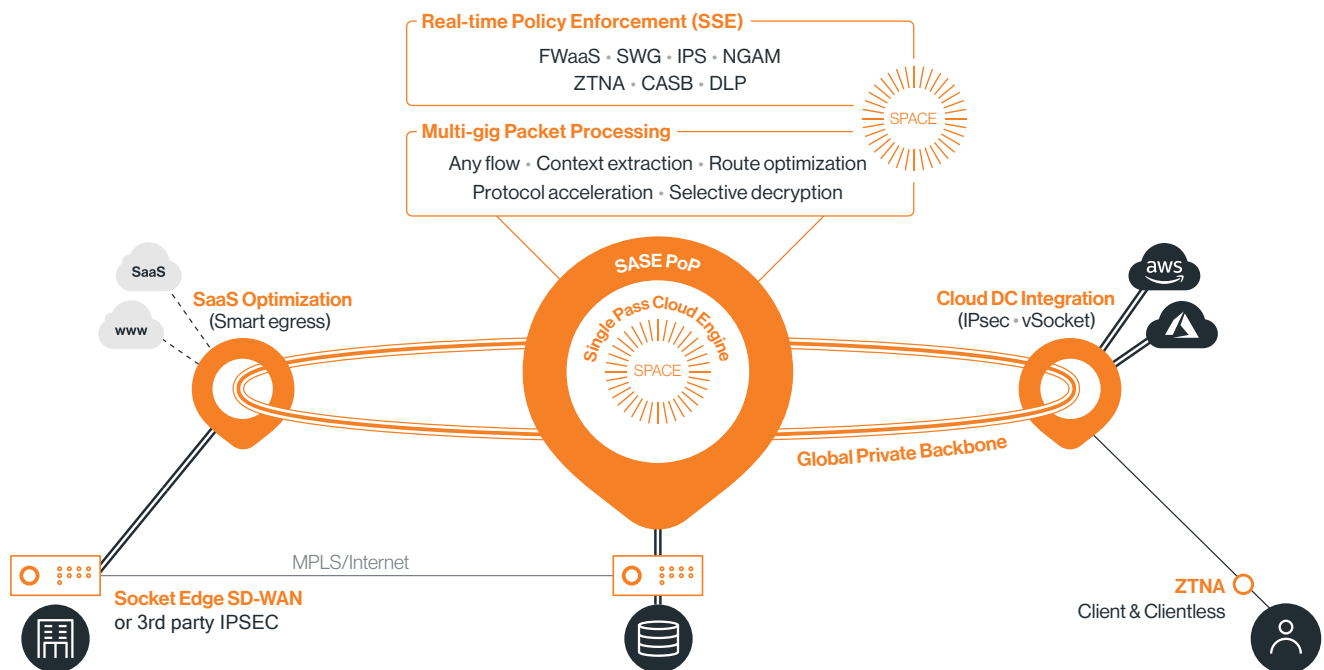 Real-time Policy Enforcement (SSE)
FWaaS • SWG • IPS • NGAM
ZTNA • CASB • DLP
SPACE
Multi-gig Packet Processing
Any flow • Context extraction • Route optimization
Protocol acceleration • Selective decryption
SASE PoP
Single Pass Cloud Engine
SPACE
SaaS
www
SaaS Optimization
(Smart egress)
Cloud DC Integration
(IPsec • vSocket)
aws
Global Private Backbone
MPLS/Internet
Socket Edge SD-WAN
or 3rd party IPSEC
ZTNA
Client & Clientless